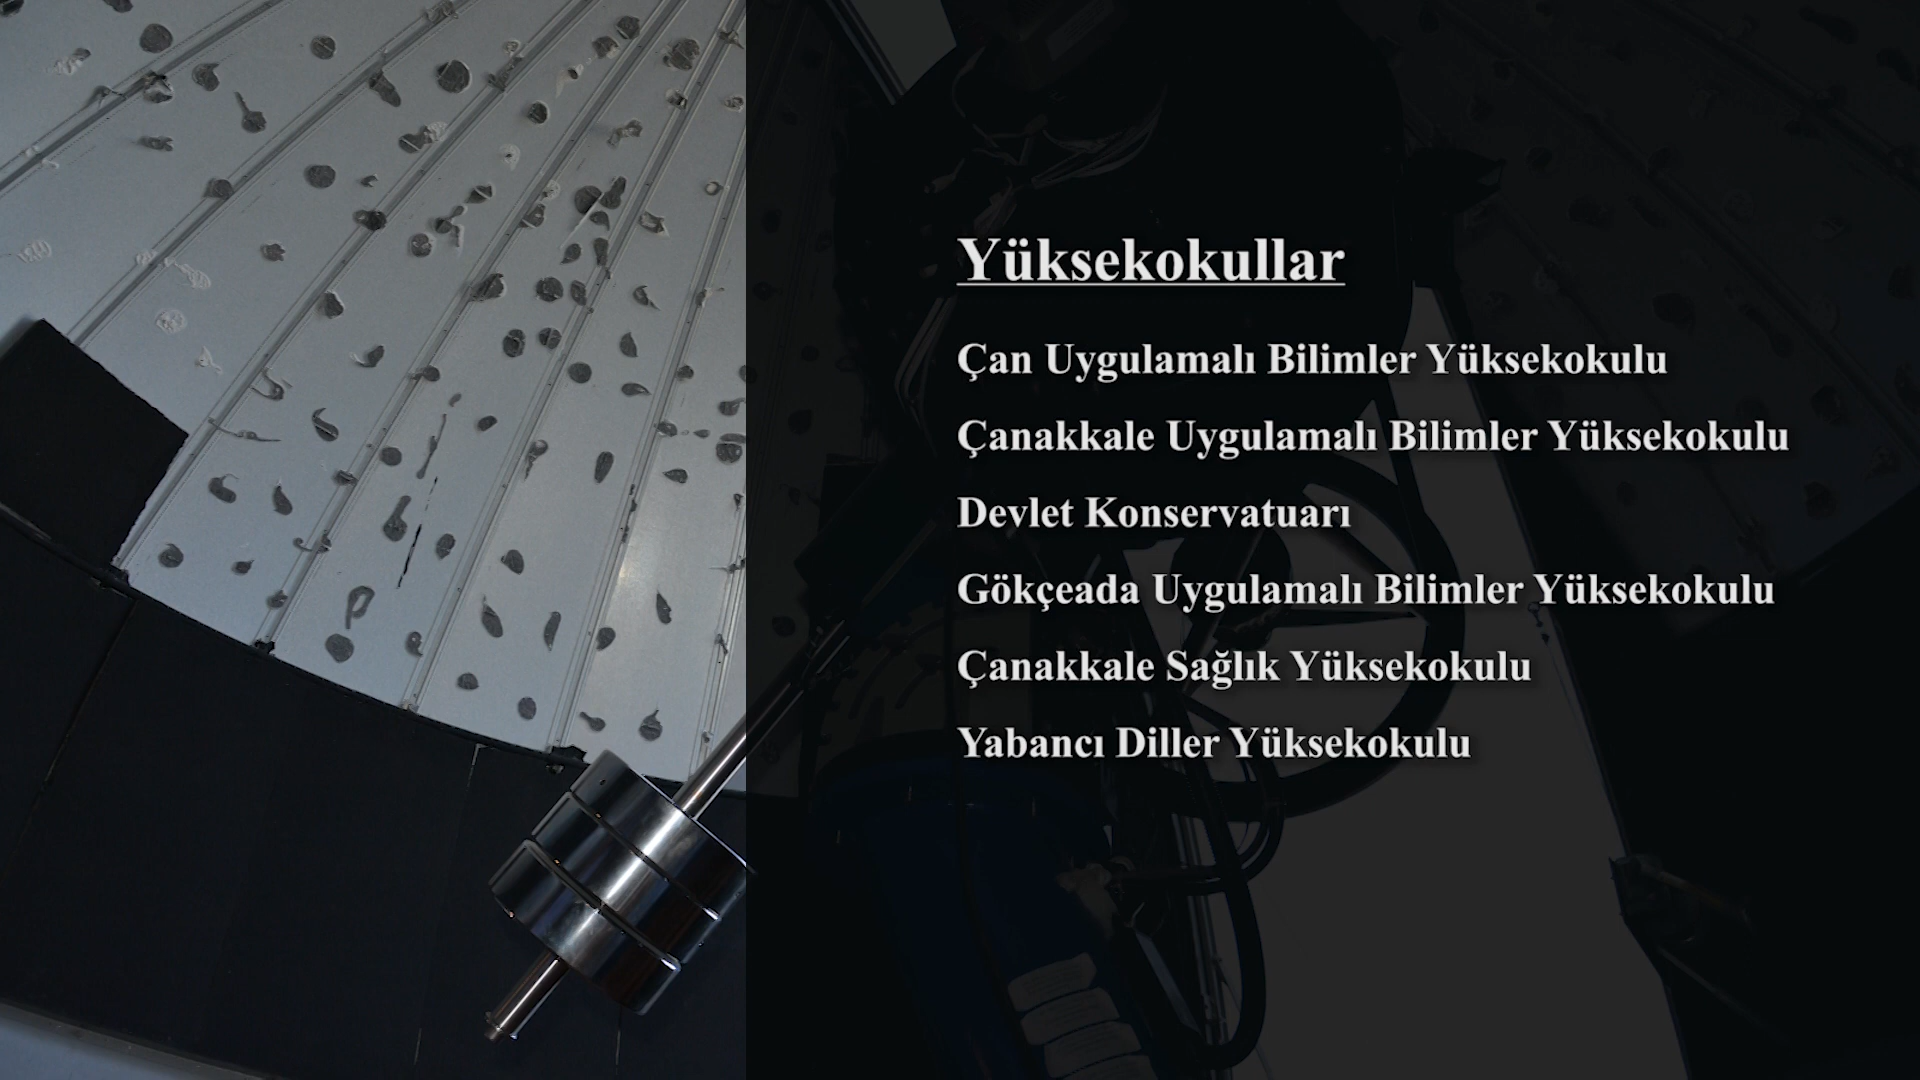 Yüksekokullar
Çan Uygulamalı Bilimler Yüksekokulu
Çanakkale Uygulamalı Bilimler Yüksekokulu
Devlet Konservatuarı
Gökçeada Uygulamalı Bilimler Yüksekokulu
Çanakkale Sağlık Yüksekokulu
Yabancı Diller Yüksekokulu